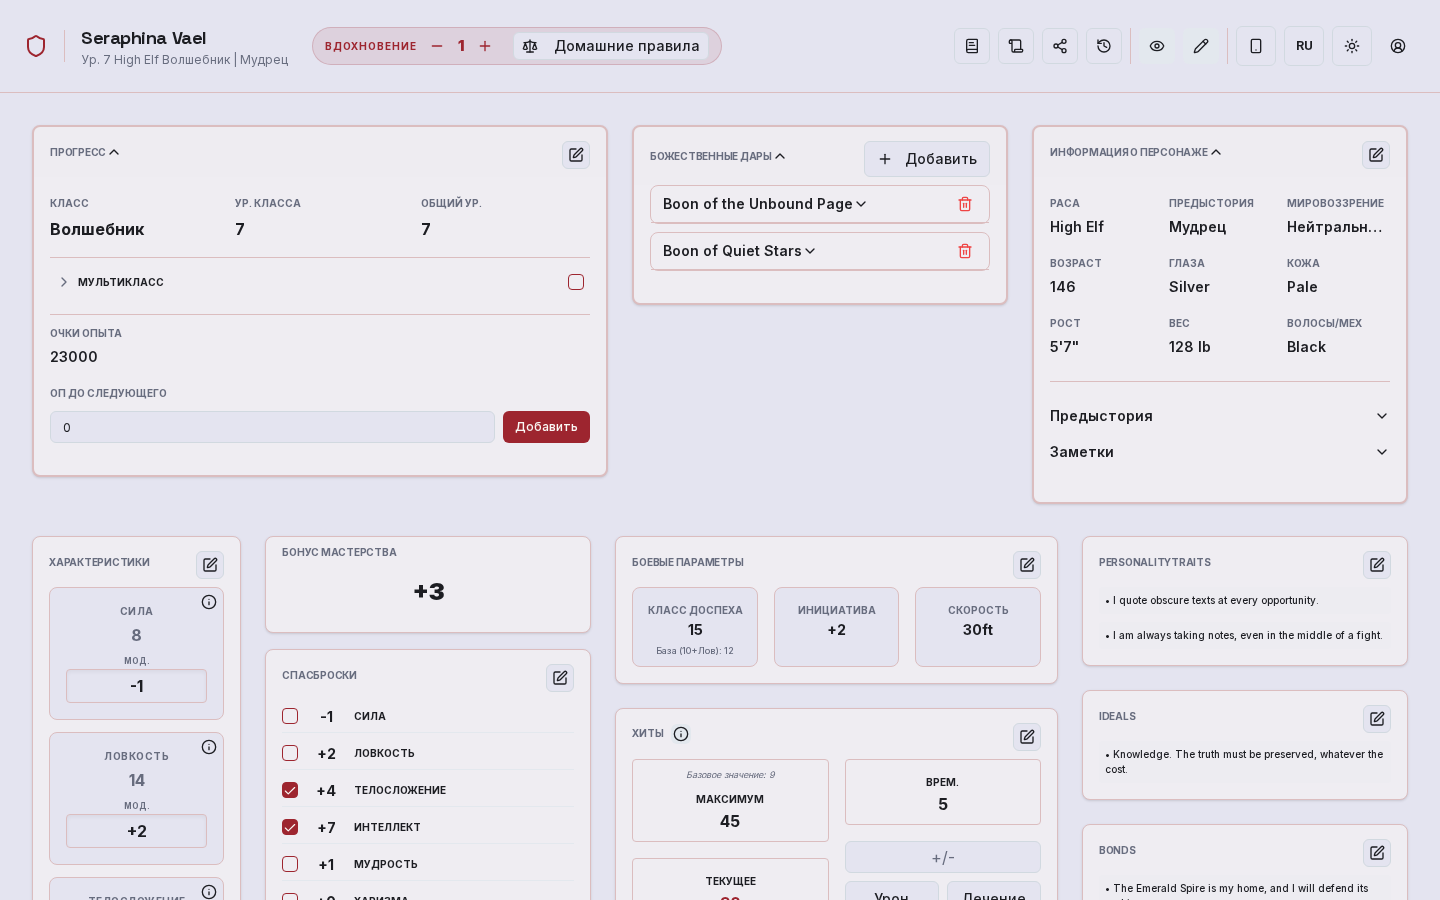 Seraphina Vael
Ур. 7 High Elf Волшебник | Мудрец
ВДОХНОВЕНИЕ
1
Домашние правила
RU
ПРОГРЕСС
КЛАСС
УР. КЛАССА
ОБЩИЙ УР.
Волшебник
7
7
МУЛЬТИКЛАСС
ОЧКИ ОПЫТА
23000
ОП ДО СЛЕДУЮЩЕГО
0
Добавить
БОЖЕСТВЕННЫЕ ДАРЫ
Добавить
Boon of the Unbound Page
Boon of Quiet Stars
ИНФОРМАЦИЯ О ПЕРСОНАЖЕ
РАСА
ПРЕДЫСТОРИЯ
МИРОВОЗЗРЕНИЕ
High Elf
Мудрец
Нейтральн...
ВОЗРАСТ
ГЛАЗА
КОЖА
146
Silver
Pale
РОСТ
ВЕС
ВОЛОСЫ/МЕХ
5'7"
128 lb
Black
Предыстория
Заметки
ХАРАКТЕРИСТИКИ
СИЛА
8
МОД.
-1
ЛОВКОСТЬ
14
МОД.
+2
ТЕЛОСЛОЖЕНИЕ
БОНУС МАСТЕРСТВА
+3
СПАСБРОСКИ
-1 СИЛА
+2 ЛОВКОСТЬ
+4 ТЕЛОСЛОЖЕНИЕ
+7 ИНТЕЛЛЕКТ
+1 МУДРОСТЬ
ХАРИЗМА
БОЕВЫЕ ПАРАМЕТРЫ
КЛАСС ДОСПЕХА
15
База (10+Лов): 12
ИНИЦИАТИВА
+2
СКОРОСТЬ
30ft
ХИТЫ
Базовое значение: 9
МАКСИМУМ
45
ВРЕМ.
5
+/-
ТЕКУЩЕЕ
Урон
Лечение
PERSONALITYTRAITS
• I quote obscure texts at every opportunity.
• I am always taking notes, even in the middle of a fight.
IDEALS
• Knowledge. The truth must be preserved, whatever the
cost.
BONDS
• The Emerald Spire is my home, and I will defend its